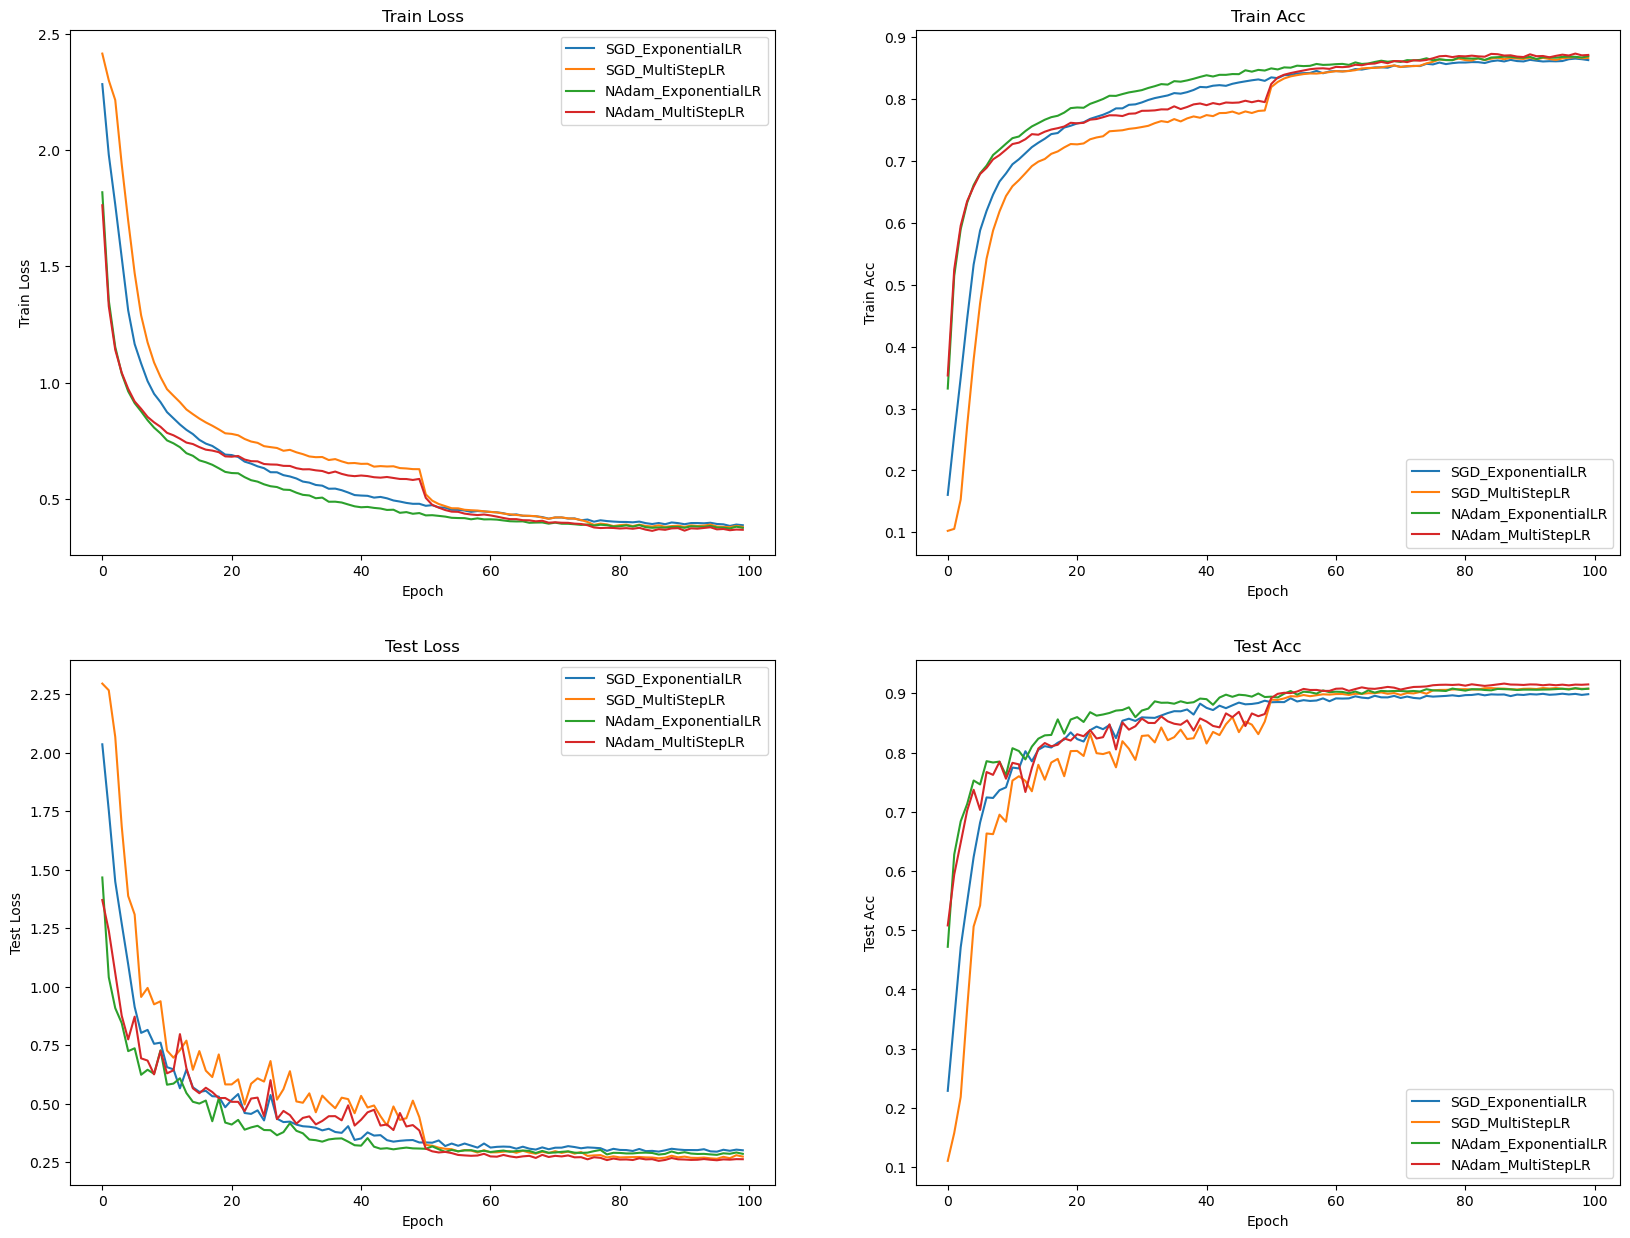 Train Loss
Train Loss
2.5
2.0
1.5
1.0
0.5
0 20 40 60 80 100
Epoch
SGD_ExponentialLR
SGD_MultiStepLR
NAdam_ExponentialLR
NAdam_MultiStepLR
Train Acc
Train Acc
0.9
0.8
0.7
0.6
0.5
0.4
0.3
0.2
0.1
0 20 40 60 80 100
Epoch
SGD_ExponentialLR
SGD_MultiStepLR
NAdam_ExponentialLR
NAdam_MultiStepLR
Test Loss
Test Loss
2.25
2.00
1.75
1.50
1.25
1.00
0.75
0.50
0.25
0 20 40 60 80 100
Epoch
SGD_ExponentialLR
SGD_MultiStepLR
NAdam_ExponentialLR
NAdam_MultiStepLR
Test Acc
Test Acc
0.9
0.8
0.7
0.6
0.5
0.4
0.3
0.2
0.1
0 20 40 60 80 100
Epoch
SGD_ExponentialLR
SGD_MultiStepLR
NAdam_ExponentialLR
NAdam_MultiStepLR